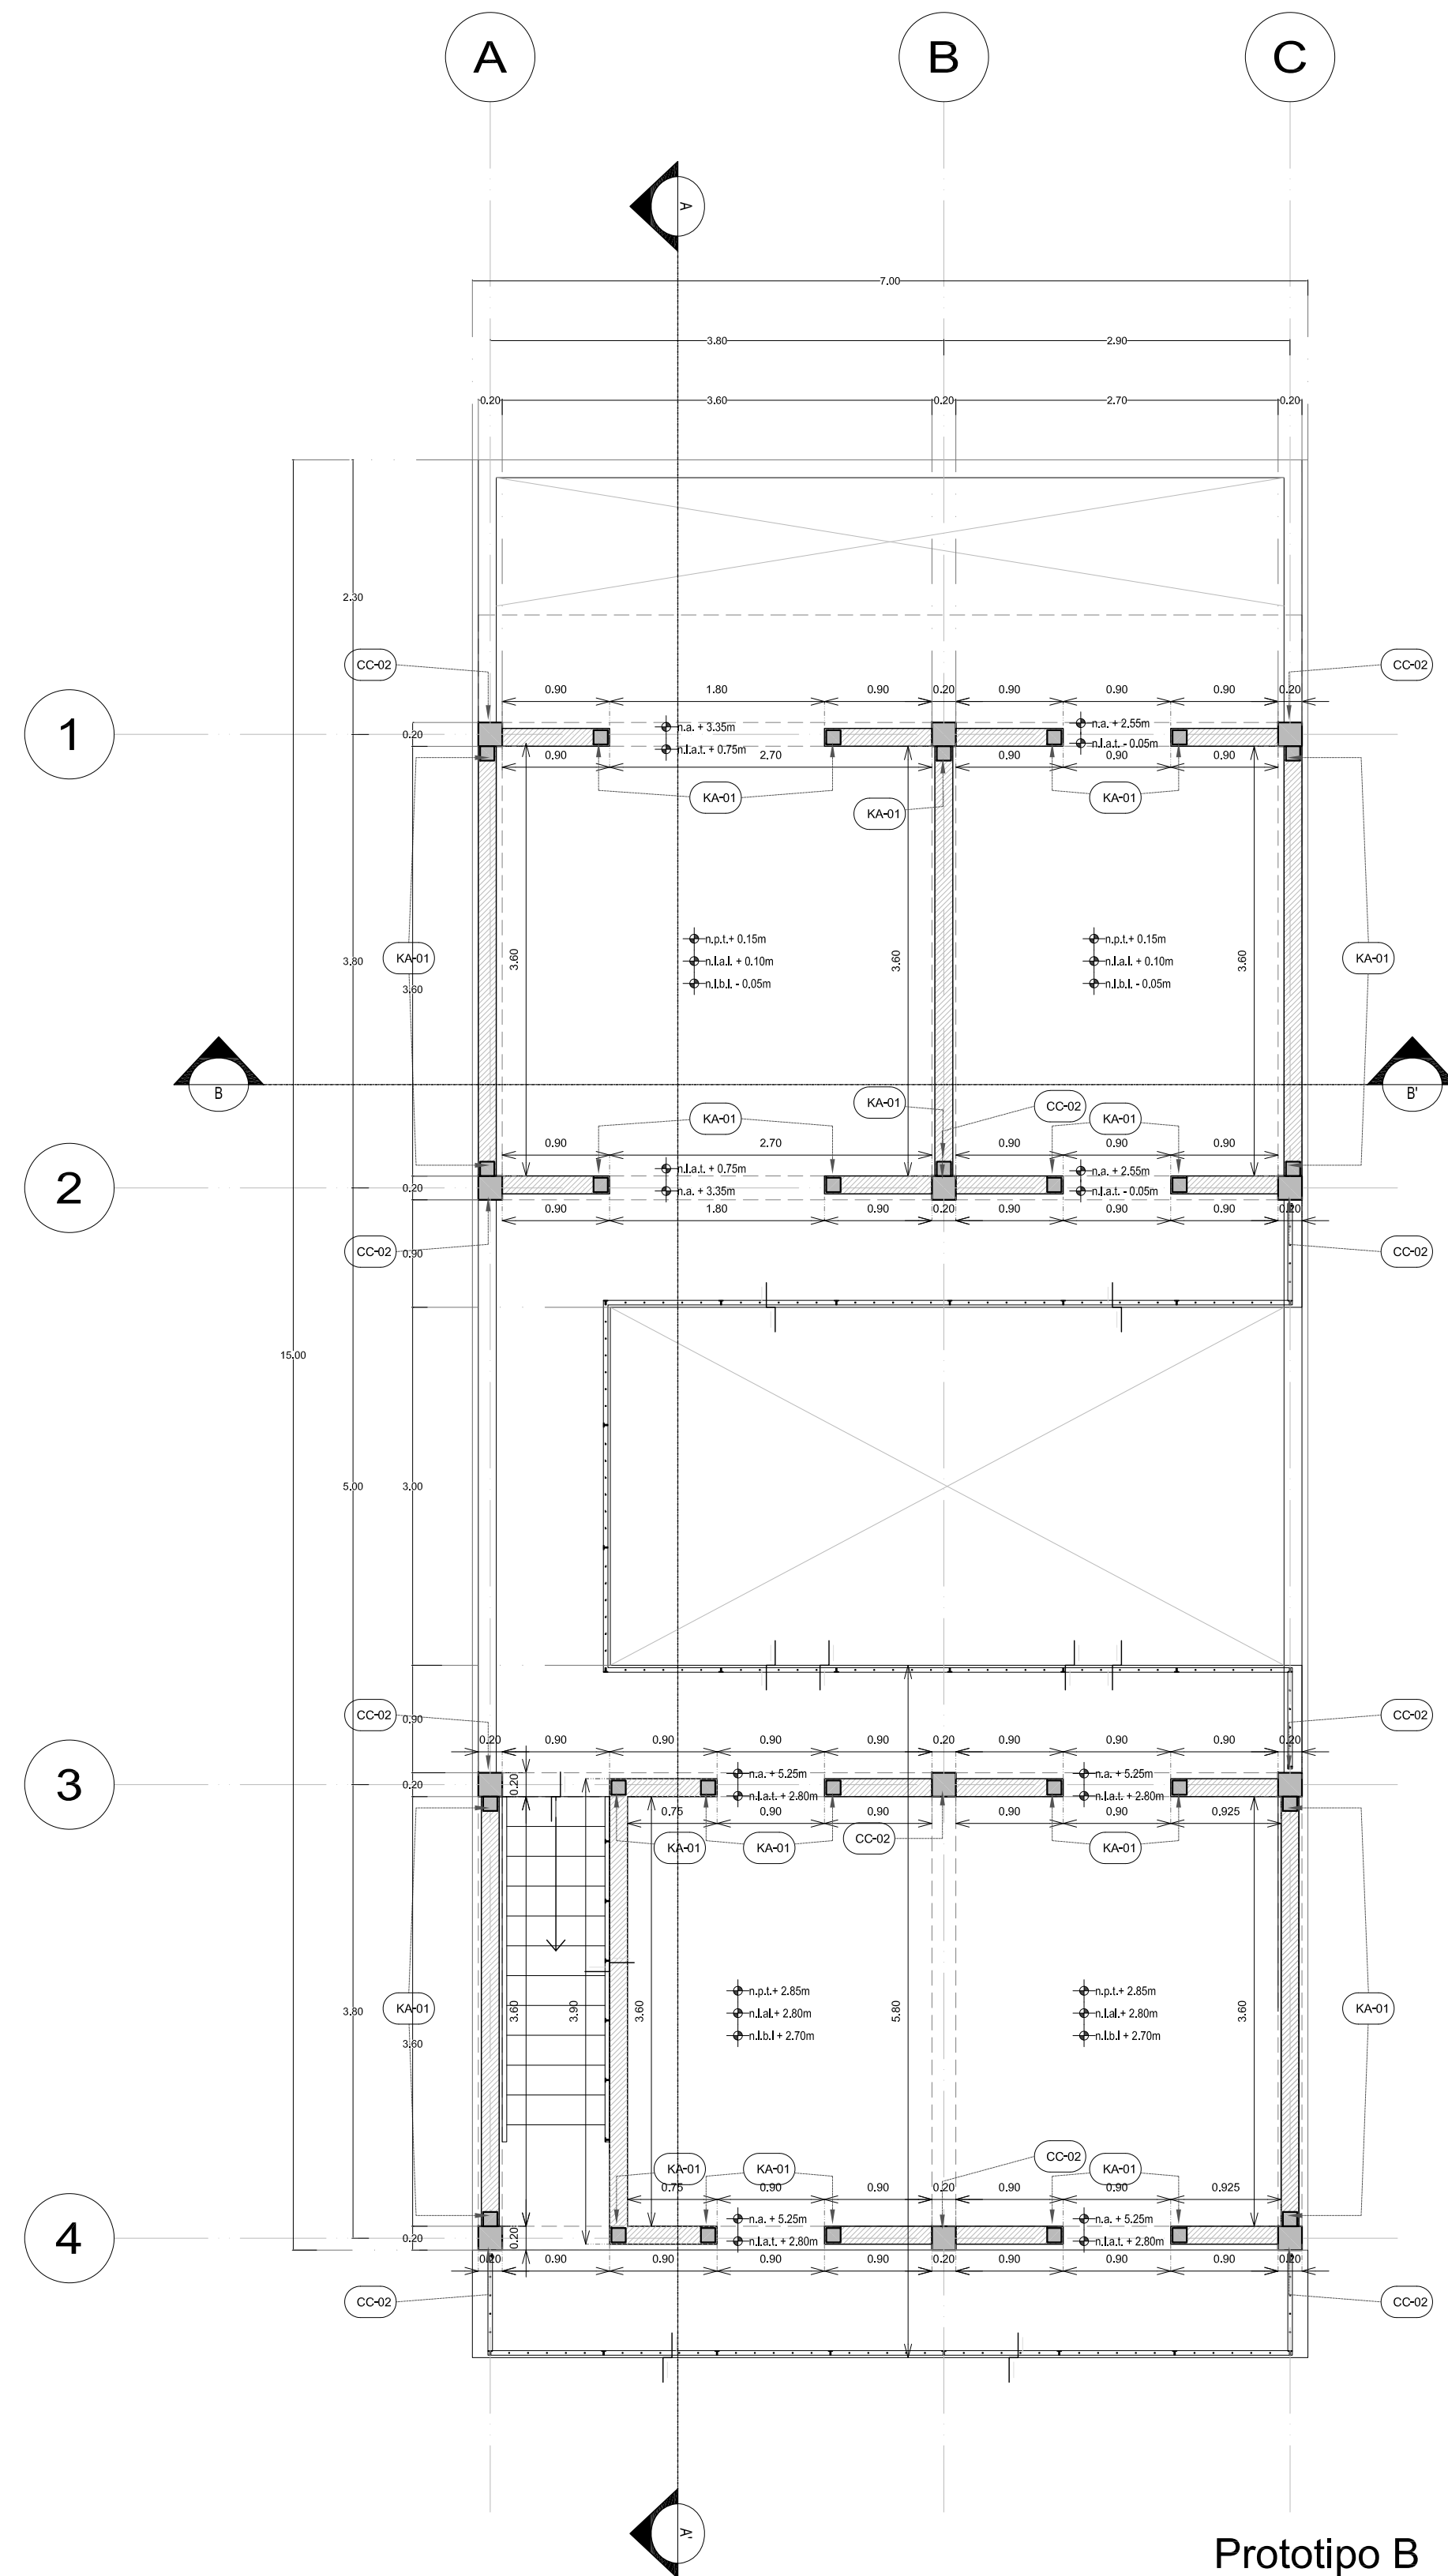 A B C
A
7.00
3.80 2.90
0.20 3.60 0.20 2.70 0.20
2.30
CC-02 CC-02
0.90 1.80 0.90 0.20 0.90 0.90 0.90 0.20
1
0.20
n.a. + 3.35m n.a. + 2.55m
n.l.a.t. + 0.75m n.l.a.t. - 0.05m
0.90 2.70 0.90 0.90 0.90
KA-01 KA-01 KA-01
n.p.t.+ 0.15m n.p.t.+ 0.15m
3.80 KA-01 3.60 n.l.a.l. + 0.10m 3.60 n.l.a.l. + 0.10m 3.60 KA-01
3.60 n.l.b.l. - 0.05m n.l.b.l. - 0.05m
B B'
KA-01 KA-01 CC-02 KA-01
0.90 2.70 0.90 0.90 0.90
n.l.a.t. + 0.75m n.a. + 2.55m
2
0.20 n.a. + 3.35m n.l.a.t. - 0.05m
0.90 1.80 0.90 0.20 0.90 0.90 0.90 0.20
CC-02 0.90 CC-02
15.00
5.00 3.00
CC-02 0.90 CC-02
0.20 0.90 0.90 0.90 0.90 0.20 0.90 0.90 0.90 0.20
n.a. + 5.25m n.a. + 5.25m
3
0.20 0.20 n.l.a.t. + 2.80m n.l.a.t. + 2.80m
0.75 0.90 0.90 0.90 0.90 0.925
KA-01 KA-01 CC-02 KA-01
n.p.t.+ 2.85m n.p.t.+ 2.85m
3.80 KA-01 3.60 3.90 3.60 n.l.al.+ 2.80m 5.80 n.l.al.+ 2.80m 3.60 KA-01
3.60 n.l.b.l + 2.70m n.l.b.l + 2.70m
KA-01 KA-01 CC-02 KA-01
0.75 0.90 0.90 0.20 0.90 0.90 0.925
n.a. + 5.25m n.a. + 5.25m
4
0.20 0.20 n.l.a.t. + 2.80m n.l.a.t. + 2.80m
0.20 0.90 0.90 0.90 0.90 0.20 0.90 0.90 0.90 0.20
CC-02 CC-02
A'
Prototipo B